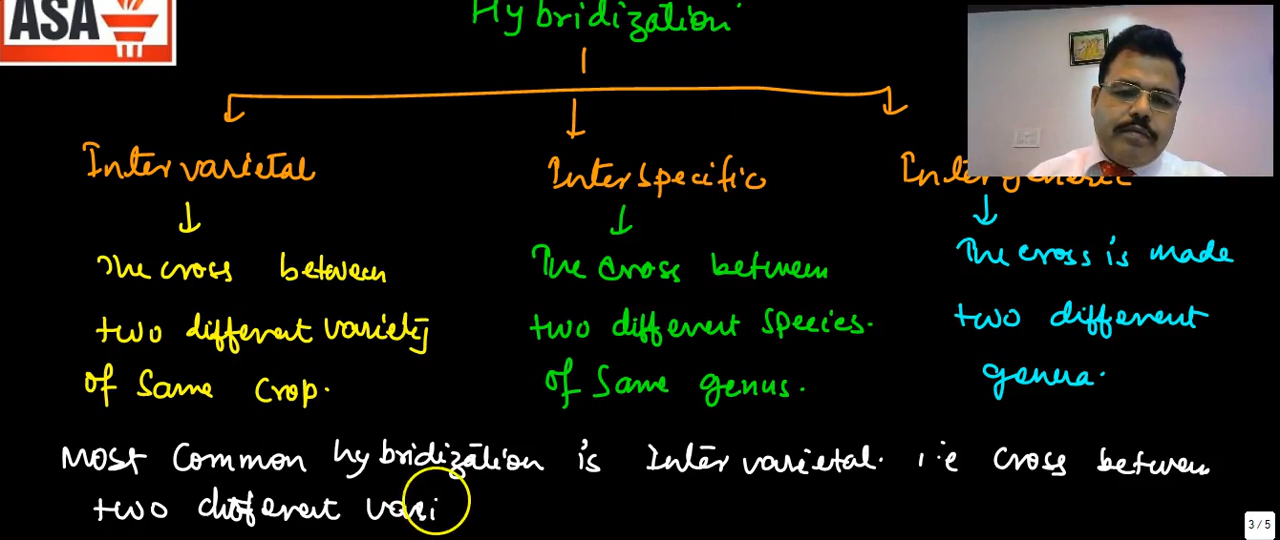 ASA
Hybridization
Intervarietal
Interspecific
Intergeneric
The cross between
two different variety
of same crop.
The cross between
two different species.
of same genus.
The cross is made
two different
genera.
Most common hybridization is Intervarietal. i.e cross between
two different vari
3/5